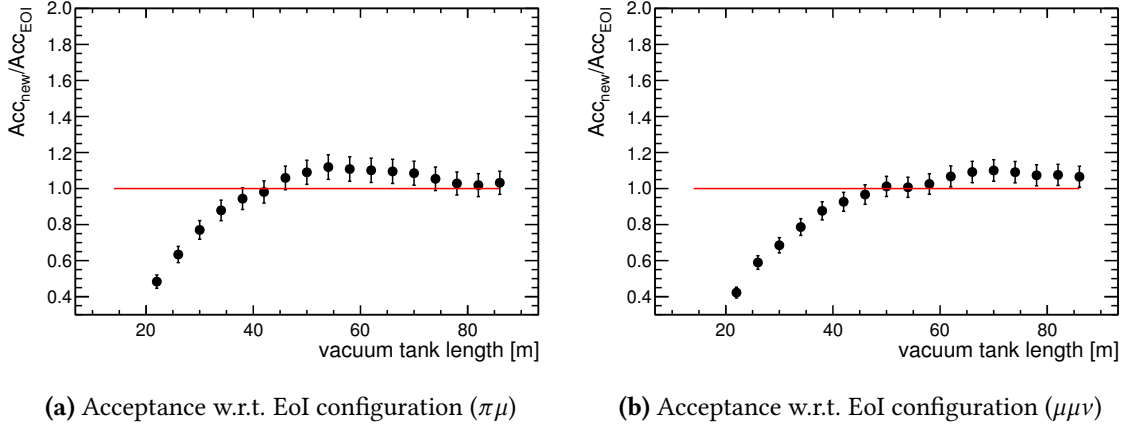 Acc_new/Acc_EOI
2.0
1.8
1.6
1.4
1.2
1.0
0.8
0.6
0.4
20 40 60 80
vacuum tank length [m]
(a) Acceptance w.r.t. EoI configuration (πμ)
Acc_new/Acc_EOI
2.0
1.8
1.6
1.4
1.2
1.0
0.8
0.6
0.4
20 40 60 80
vacuum tank length [m]
(b) Acceptance w.r.t. EoI configuration (μμν)